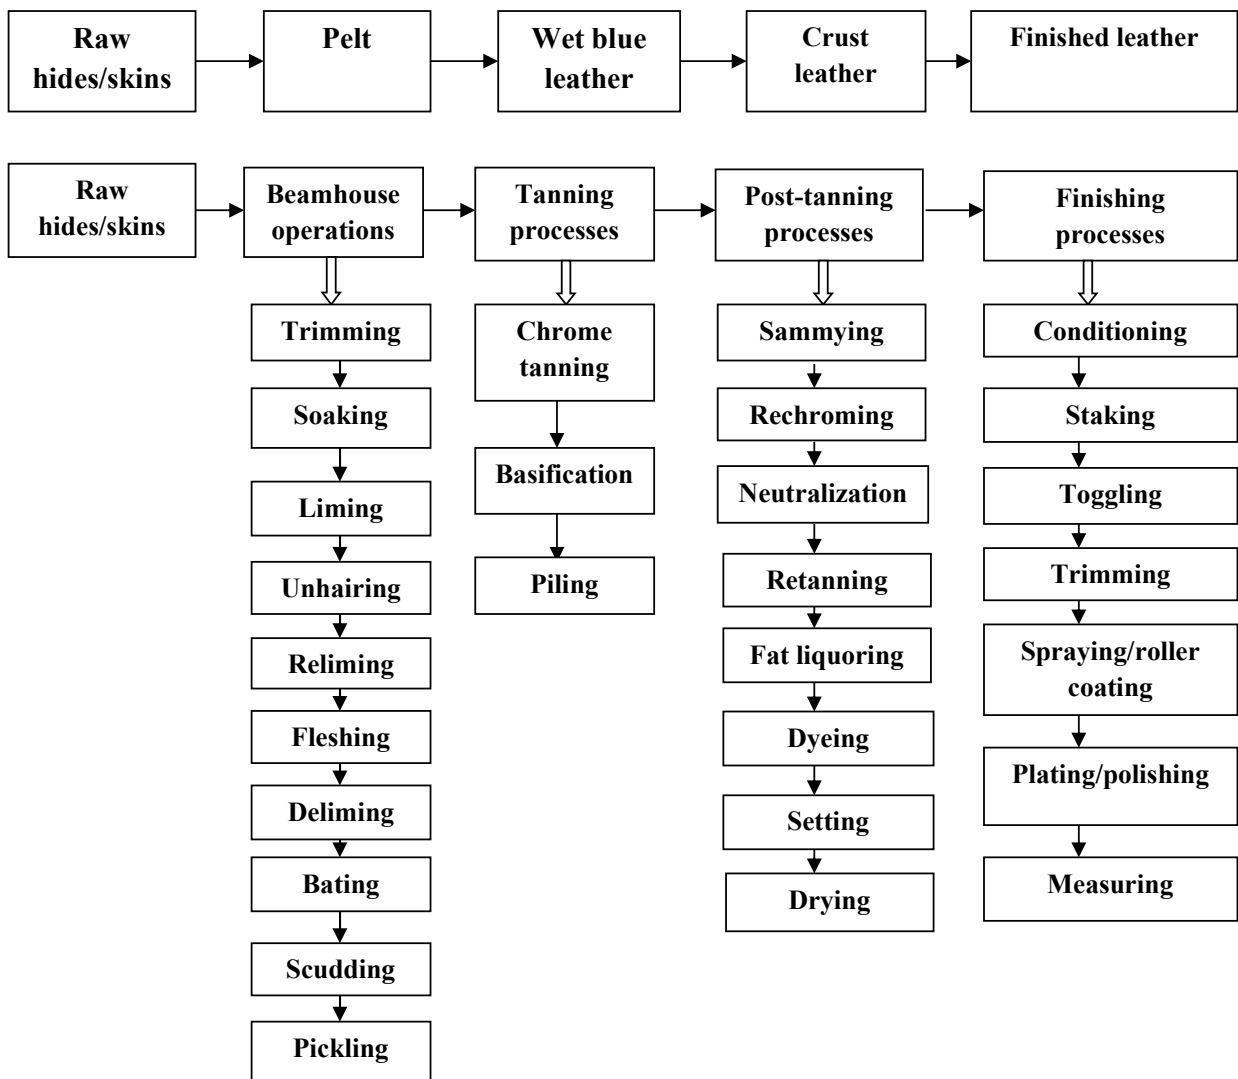 Raw
hides/skins
Pelt
Wet blue
leather
Crust
leather
Finished leather
Raw
hides/skins
Beamhouse
operations
Tanning
processes
Post-tanning
processes
Finishing
processes
Trimming
Soaking
Liming
Unhairing
Reliming
Fleshing
Deliming
Bating
Scudding
Pickling
Chrome
tanning
Basification
Piling
Sammying
Rechroming
Neutralization
Retanning
Fat liquoring
Dyeing
Setting
Drying
Conditioning
Staking
Toggling
Trimming
Spraying/roller
coating
Plating/polishing
Measuring